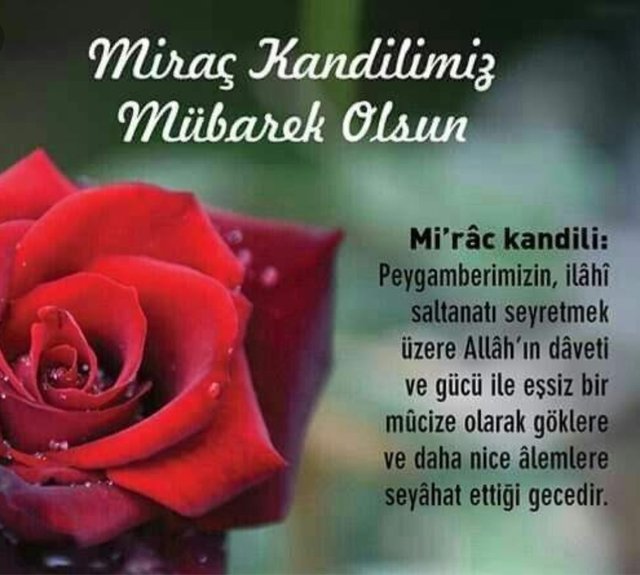 Miraç Kandilimiz
Mübarek Olsun
Mi'râc kandili:
Peygamberimizin, ilâhî
saltanatı seyretmek
üzere Allâh'ın dâveti
ve gücü ile eşsiz bir
mûcize olarak göklere
ve daha nice âlemlere
seyâhat ettiği gecedir.